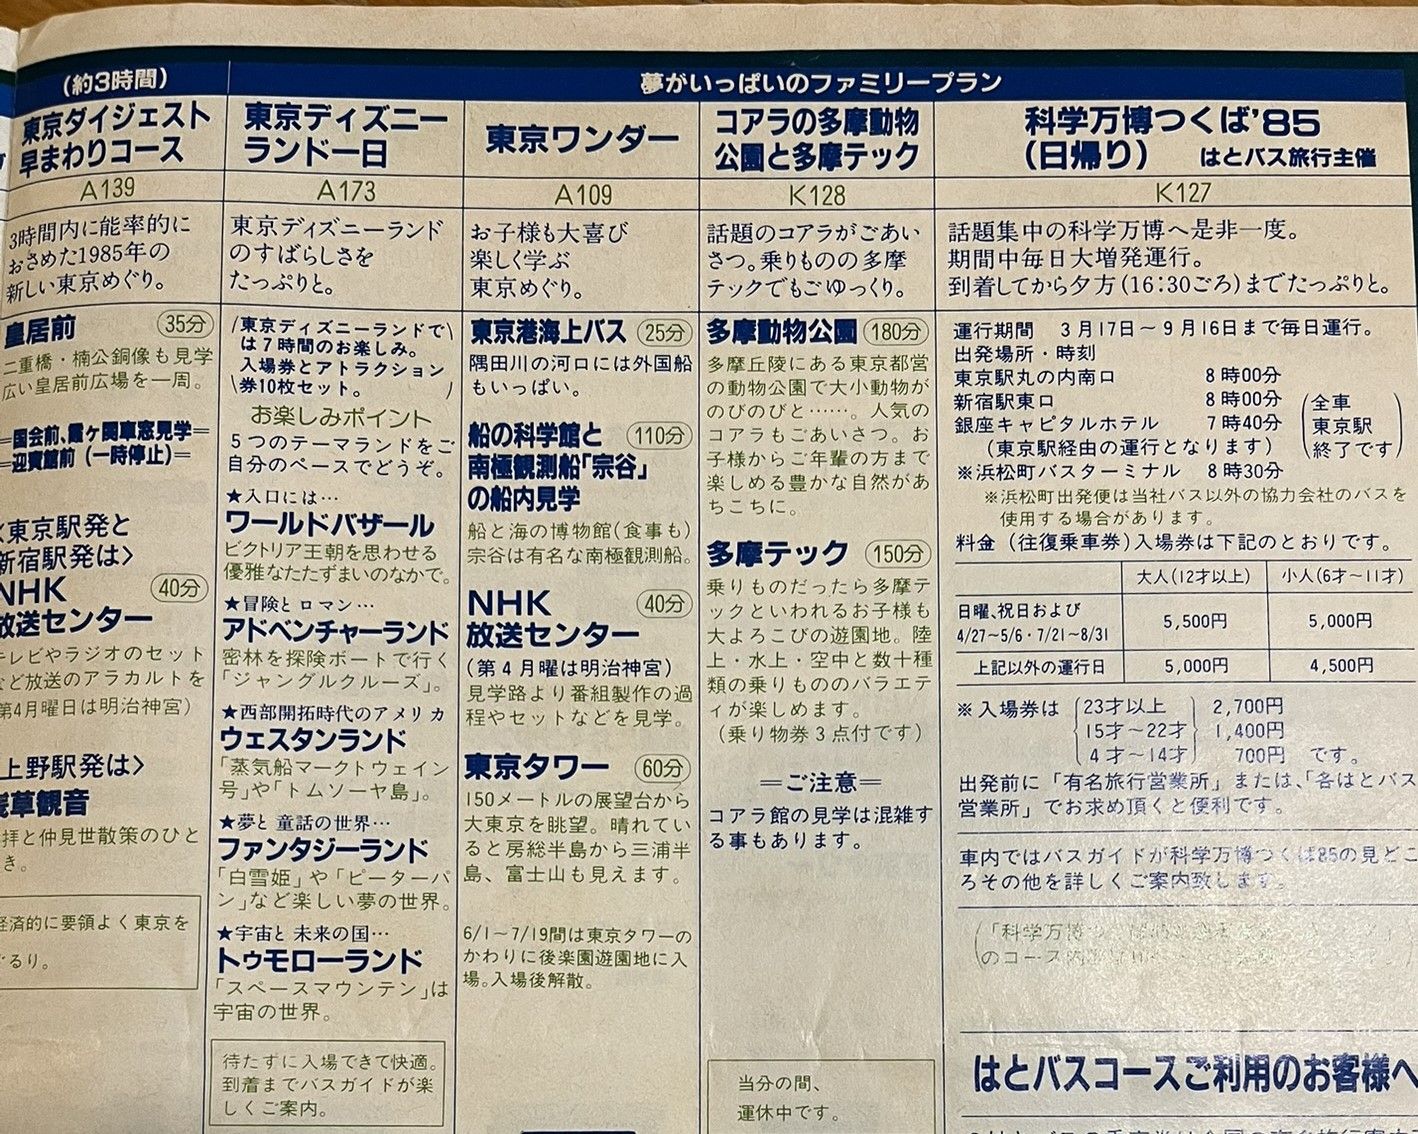 (約3時間)
夢がいっぱいのファミリープラン
東京ダイジェスト
早まわりコース
A139
3時間内に能率的に
おさめた1985年の
新しい東京めぐり。
皇居前 35分
二重橋・楠公銅像も見学
広い皇居前広場を一周。
=国会前、霞ヶ関車窓見学=
=迎賓館前(一時停止)=
東京駅発と
新宿駅発は>
NHK 40分
放送センター
テレビやラジオのセット
など放送のアラカルトを
第4月曜日は明治神宮)
上野駅発は>
浅草観音
拝と仲見世散策のひと
き。
経済的に要領よく東京を
ぐるり。
東京ディズニー
ランド一日
A173
東京ディズニーランド
のすばらしさを
たっぷりと。
東京ディズニーランドで
は7時間のお楽しみ。
入場券とアトラクション
券10枚セット。
お楽しみポイント
5つのテーマランドをご
自分のペースでどうぞ。
★入口には…
ワールドバザール
ビクトリア王朝を思わせる
優雅なたたずまいのなかで。
★冒険とロマン…
アドベンチャーランド
密林を探険ボートで行く
「ジャングルクルーズ」。
★西部開拓時代のアメリカ
ウェスタンランド
「蒸気船マークトウェイン
号」や「トムソーヤ島」。
★夢と童話の世界…
ファンタジーランド
「白雪姫」や「ピーターパ
ン」など楽しい夢の世界。
★宇宙と未来の国…
トゥモローランド
「スペースマウンテン」は
宇宙の世界。
待たずに入場できて快適。
到着までバスガイドが楽
しくご案内。
東京ワンダー
A109
お子様も大喜び
楽しく学ぶ
東京めぐり。
東京港海上バス 25分
隅田川の河口には外国船
もいっぱい。
船の科学館と 110分
南極観測船「宗谷」
の船内見学
船と海の博物館(食事も)
宗谷は有名な南極観測船。
NHK 40分
放送センター
(第4月曜は明治神宮)
見学路より番組製作の過
程やセットなどを見学。
東京タワー 60分
150メートルの展望台から
大東京を眺望。晴れてい
ると房総半島から三浦半
島、富士山も見えます。
6/1〜7/19間は東京タワーの
かわりに後楽園遊園地に入
場。入場後解散。
コアラの多摩動物
公園と多摩テック
K128
話題のコアラがごあい
さつ。乗りものの多摩
テックでもごゆっくり。
多摩動物公園 180分
多摩丘陵にある東京都営
の動物公園で大小動物が
のびのびと……。人気の
コアラもごあいさつ。お
子様からご年輩の方まで
楽しめる豊かな自然があ
ちこちに。
多摩テック 150分
乗りものだったら多摩テ
ックといわれるお子様も
大よろこびの遊園地。陸
上・水上・空中と数十種
類の乗りもののバラエテ
ィが楽しめます。
(乗り物券3点付です)
=ご注意=
コアラ館の見学は混雑す
る事もあります。
当分の間、
運休中です。
科学万博つくば'85
(日帰り) はとバス旅行主催
K127
話題集中の科学万博へ是非一度。
期間中毎日大増発運行。
到着してから夕方(16:30ごろ)までたっぷりと。
運行期間 3月17日〜9月16日まで毎日運行。
出発場所・時刻
東京駅丸の内南口 8時00分
新宿駅東口 8時00分
銀座キャピタルホテル 7時40分
(東京駅経由の運行となります)
(全車
東京駅
終了です)
※浜松町バスターミナル 8時30分
※浜松町出発便は当社バス以外の協力会社のバスを
使用する場合があります。
料金(往復乗車券)入場券は下記のとおりです。
大人(12才以上) 小人(6才〜11才)
日曜、祝日および
4/27〜5/6・7/21〜8/31 5,500円 5,000円
上記以外の運行日 5,000円 4,500円
※入場券は 23才以上 2,700円
15才〜22才 1,400円
4才〜14才 700円 です。
出発前に「有名旅行営業所」または、「各はとバス
営業所」でお求め頂くと便利です。
車内ではバスガイドが科学万博つくば85の見どこ
ろその他を詳しくご案内致します。
「科学万博つ
のコース
はとバスコースご利用のお客様へ